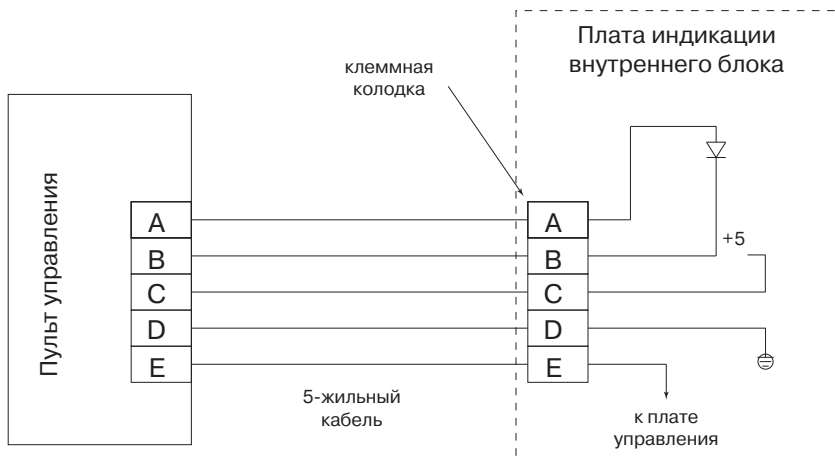 Плата индикации
внутреннего блока
клеммная
колодка
Пульт управления
A
B
C
D
E
A
B
C
D
E
+5
5-жильный
кабель
к плате
управления